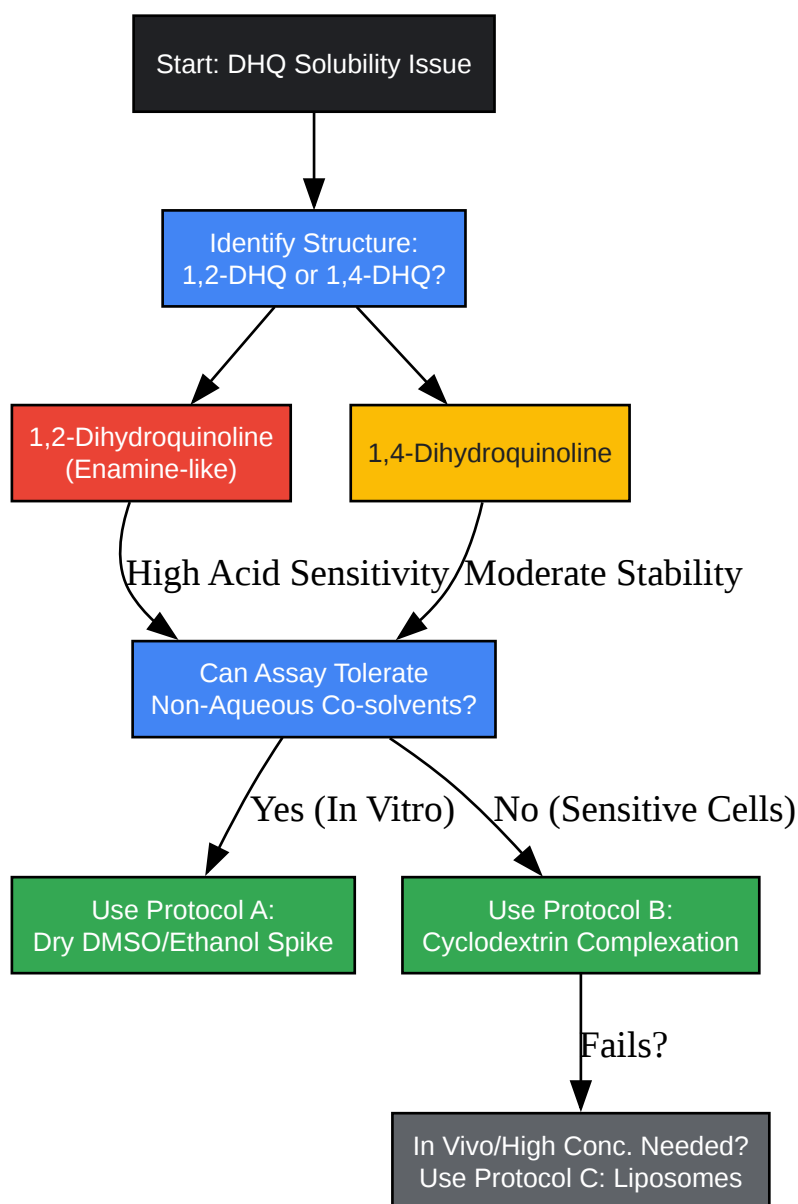 Start: DHQ Solubility Issue
Identify Structure:
1,2-DHQ or 1,4-DHQ?
1,2-Dihydroquinoline
(Enamine-like)
1,4-Dihydroquinoline
High Acid Sensitivity
Moderate Stability
Can Assay Tolerate
Non-Aqueous Co-solvents?
Yes (In Vitro)
No (Sensitive Cells)
Use Protocol A:
Dry DMSO/Ethanol Spike
Use Protocol B:
Cyclodextrin Complexation
Fails?
In Vivo/High Conc. Needed?
Use Protocol C: Liposomes